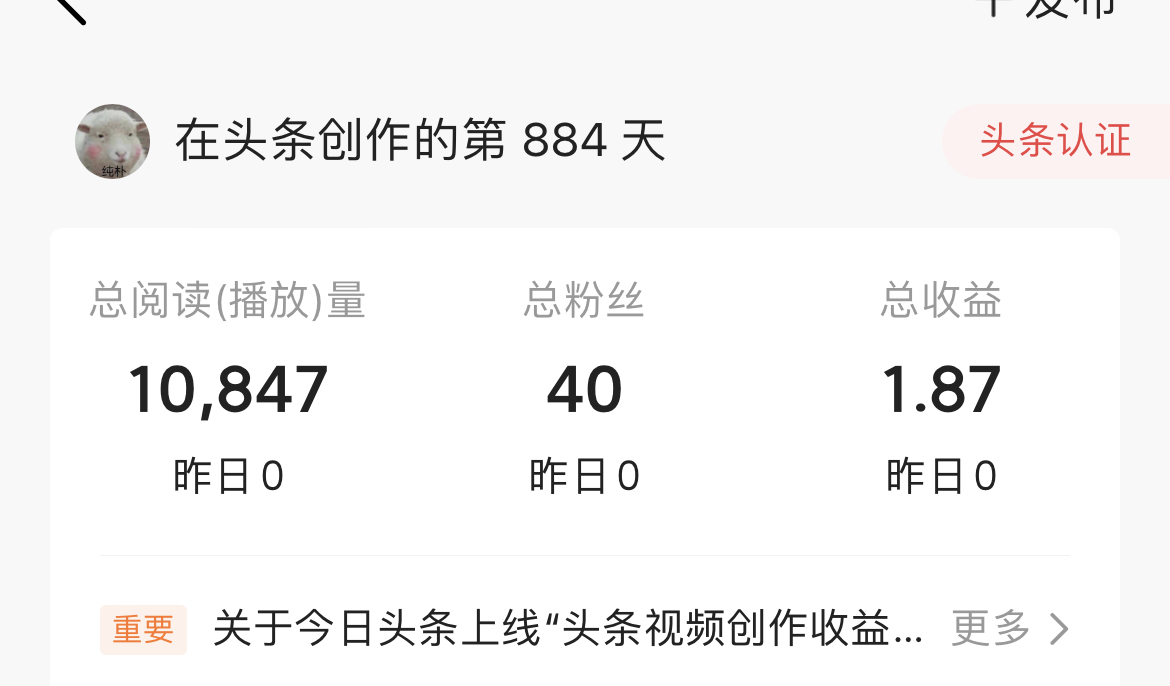 + 发布
纯朴
在头条创作的第 884 天
头条认证
总阅读(播放)量
总粉丝
总收益
10,847
40
1.87
昨日0
昨日0
昨日0
重要
关于今日头条上线“头条视频创作收益...
更多